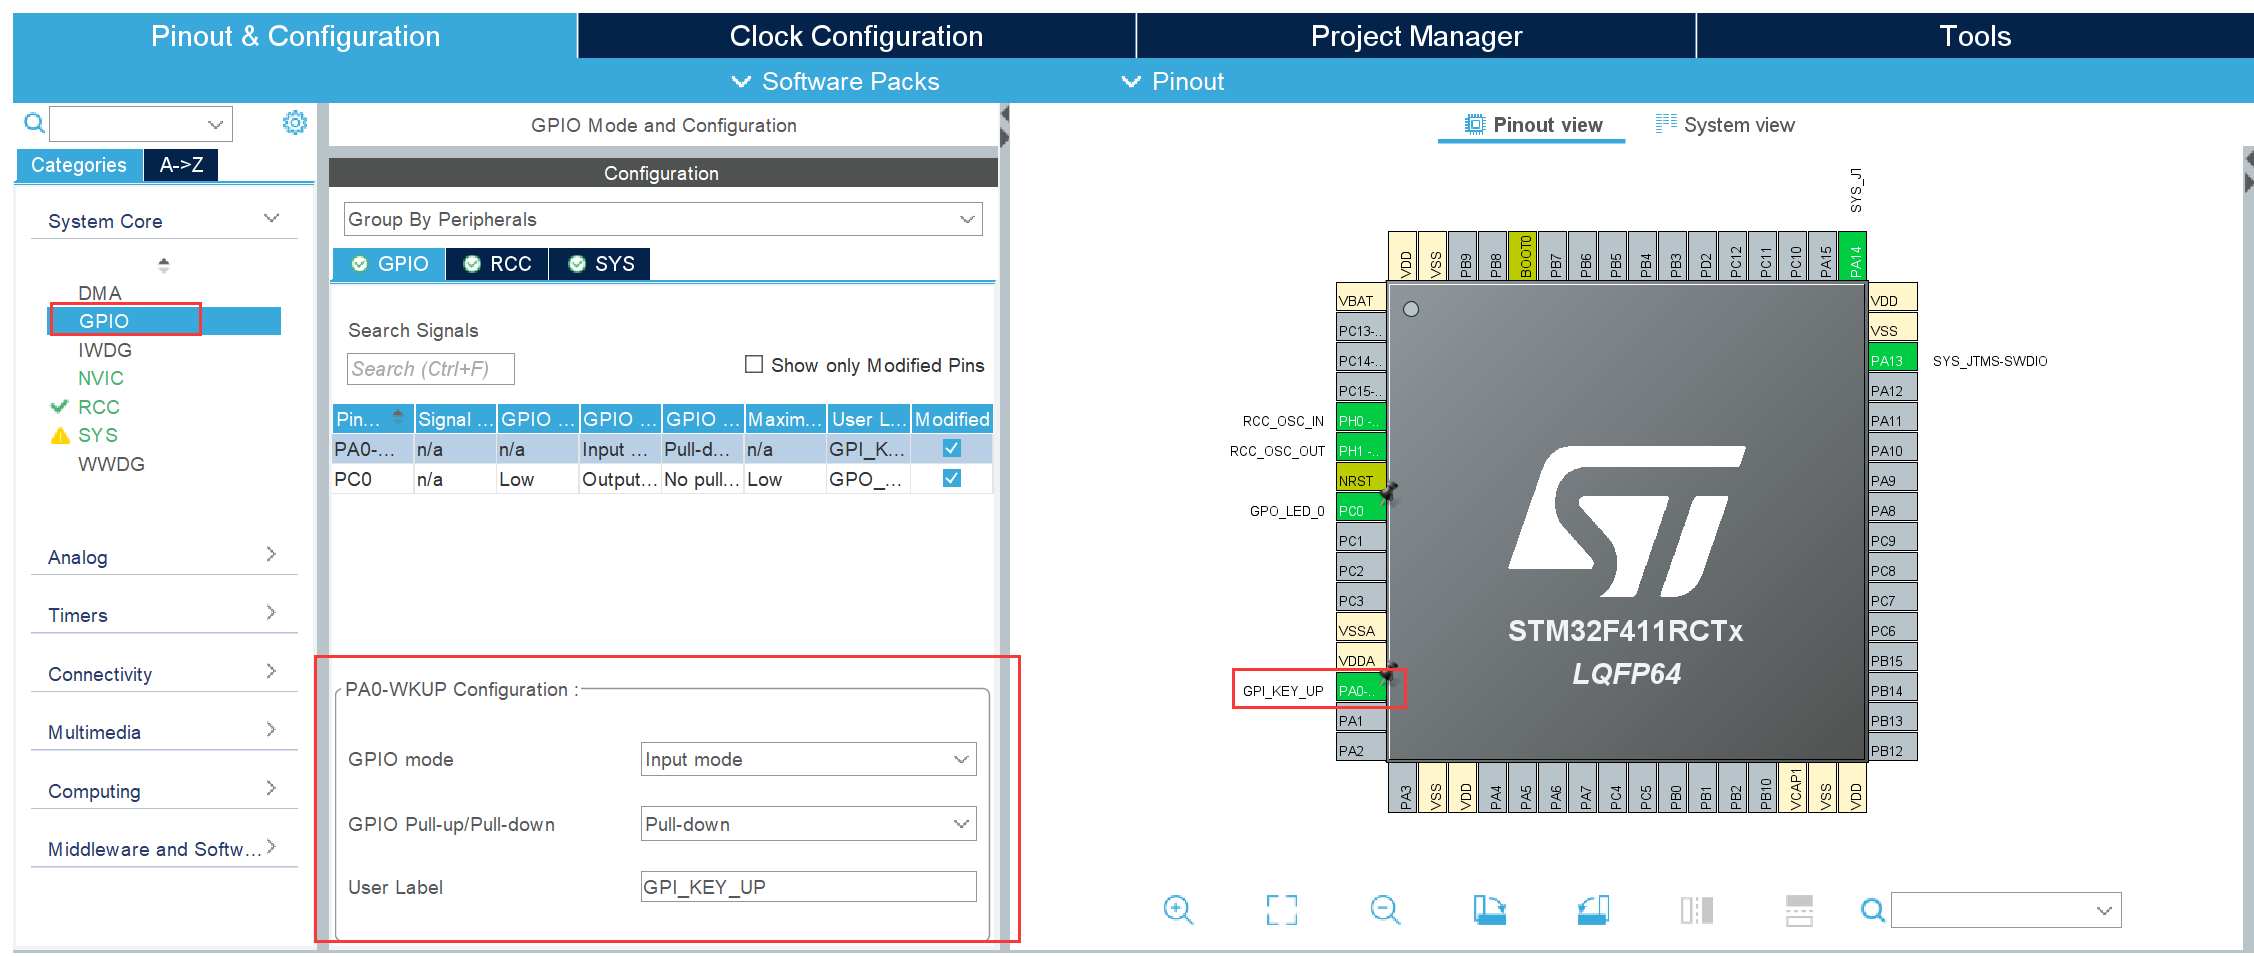 Pinout & Configuration
Clock Configuration
Project Manager
Tools
Software Packs
Pinout
GPIO Mode and Configuration
Pinout view
System view
Categories
A->Z
Configuration
System Core
Group By Peripherals
GPIO
RCC
SYS
DMA
GPIO
IWDG
NVIC
RCC
SYS
WWDG
Analog
Timers
Connectivity
Multimedia
Computing
Middleware and Softw...
Search Signals
Search (Ctrl+F)
Show only Modified Pins
Pin... Signal ... GPIO ... GPIO ... GPIO ... Maxim... User L... Modified
PA0-... n/a n/a Input ... Pull-d... n/a GPI_K...
PC0 n/a Low Output... No pull... Low GPO_...
PA0-WKUP Configuration :
GPIO mode
Input mode
GPIO Pull-up/Pull-down
Pull-down
User Label
GPI_KEY_UP
SYS_JT
VDD
VSS
PB9
PB8
BOOT0
PB7
PB6
PB5
PB4
PB3
PD2
PC12
PC11
PC10
PA15
PA14
VBAT
PC13-..
PC14-..
PC15-..
RCC_OSC_IN PH0 -..
RCC_OSC_OUT PH1 -..
NRST
GPO_LED_0 PC0
PC1
PC2
PC3
VSSA
VDDA
GPI_KEY_UP PA0-..
PA1
PA2
ST
STM32F411RCTx
LQFP64
VDD
VSS
PA13 SYS_JTMS-SWDIO
PA12
PA11
PA10
PA9
PA8
PC9
PC8
PC7
PC6
PB15
PB14
PB13
PB12
PA3
VSS
VDD
PA4
PA5
PA6
PA7
PC4
PC5
PB0
PB1
PB2
PB10
VCAP1
VSS
VDD